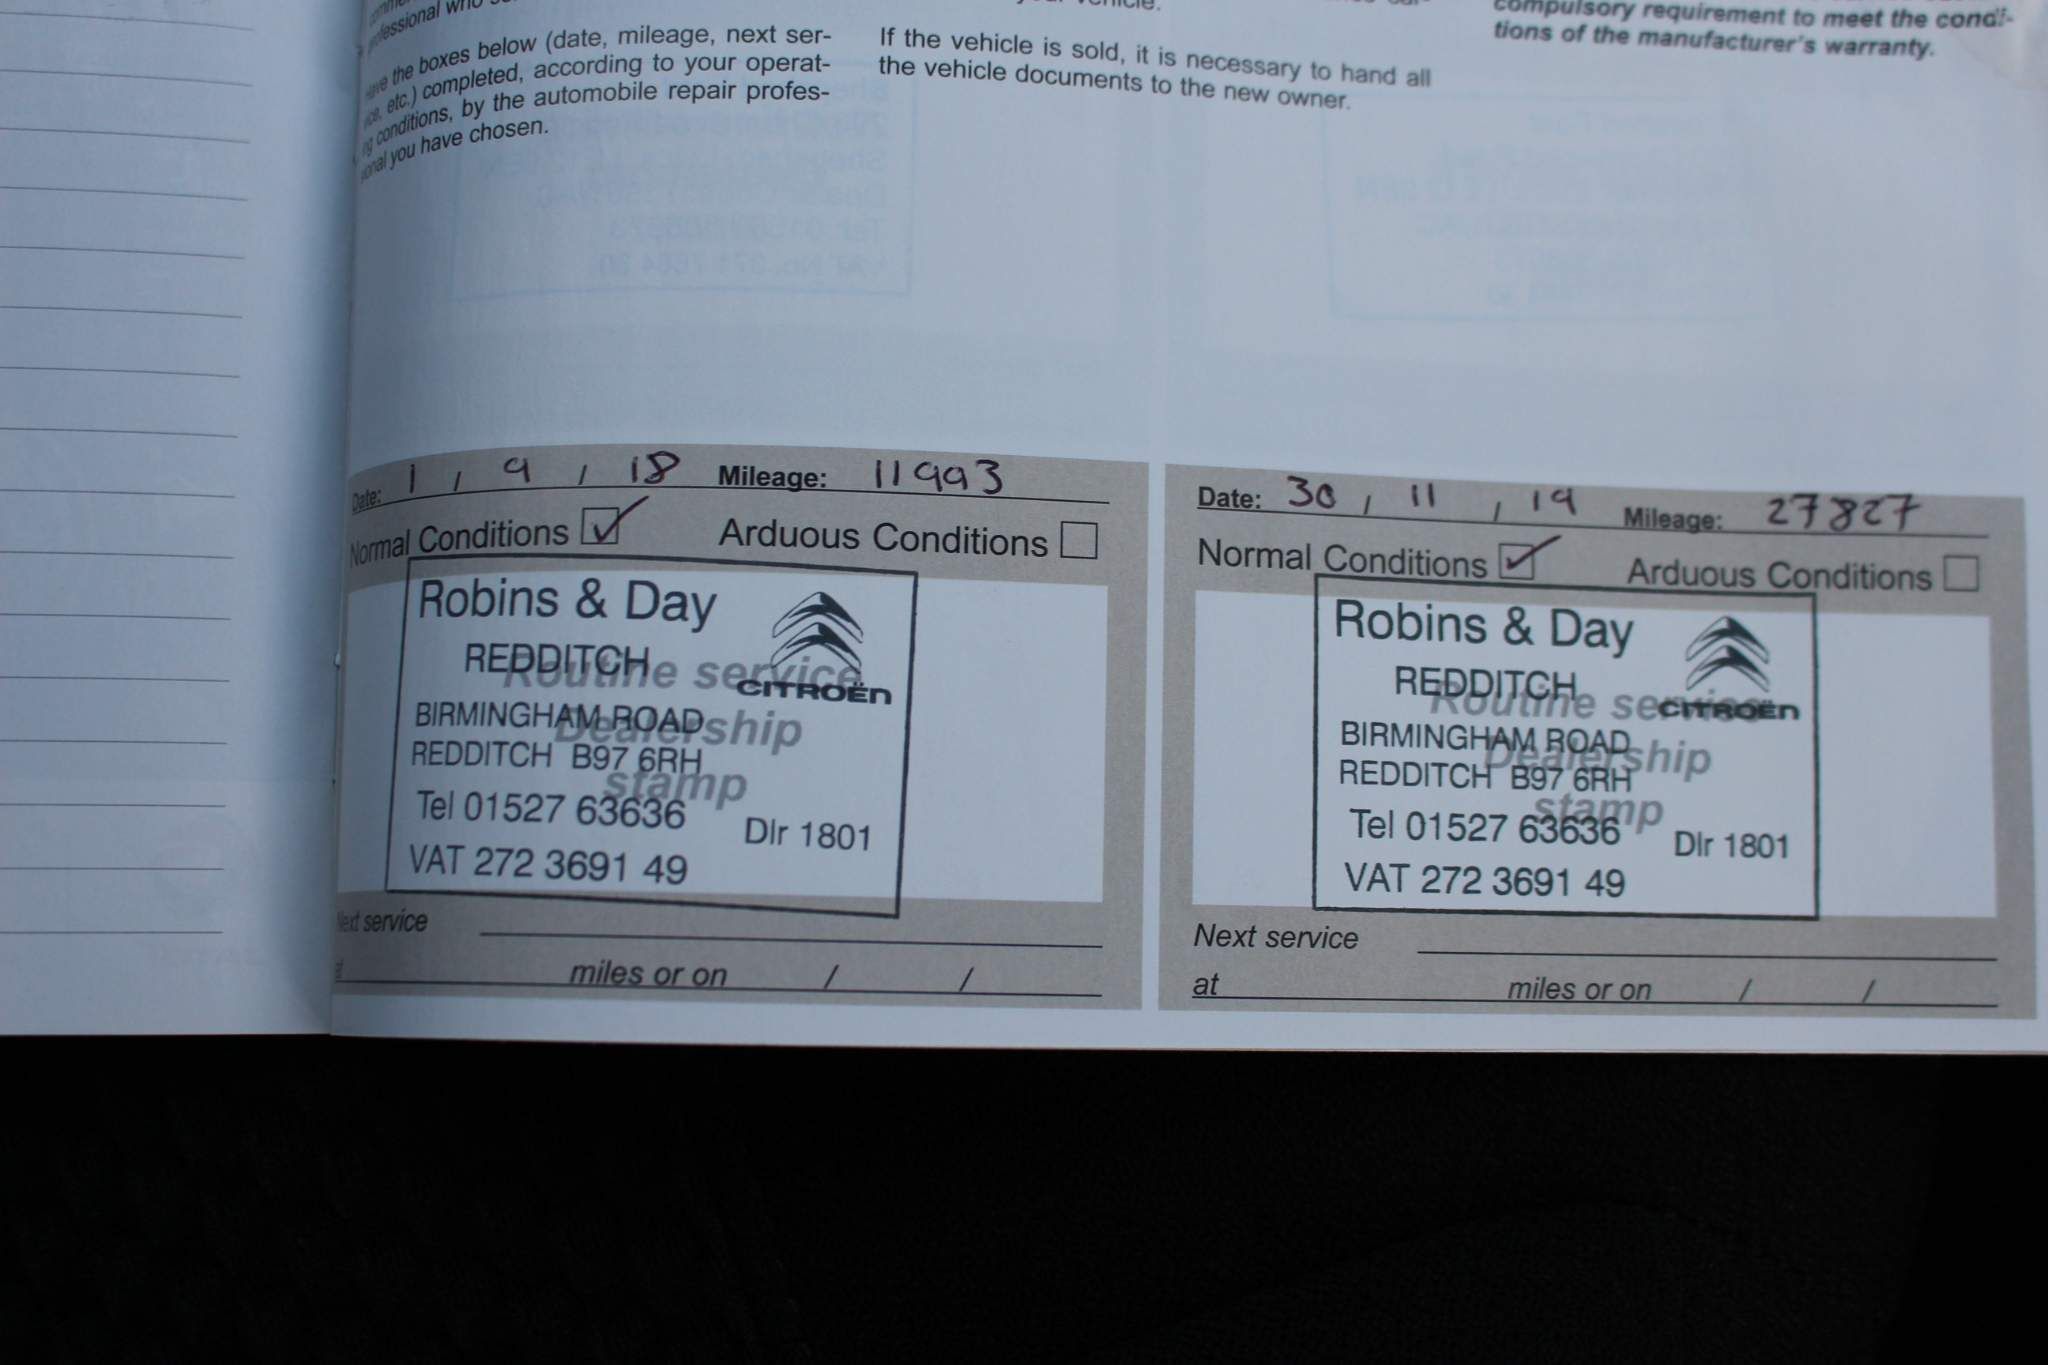 professional who
have the boxes below (date, mileage, next ser-
vice, etc.) completed, according to your operat-
ing conditions, by the automobile repair profes-
sional you have chosen.
vehicle.
If the vehicle is sold, it is necessary to hand all
the vehicle documents to the new owner.
compulsory requirement to meet the condi-
tions of the manufacturer's warranty.
Date: 1 / 9 / 18 Mileage: 11993
Normal Conditions Arduous Conditions
Routine service
Dealership
stamp
Robins & Day
REDDITCH
CITROËN
BIRMINGHAM ROAD
REDDITCH B97 6RH
Tel 01527 63636
Dlr 1801
VAT 272 3691 49
Next service
at miles or on / /
Date: 30 / 11 / 19 Mileage: 27827
Normal Conditions Arduous Conditions
Routine service
Dealership
stamp
Robins & Day
REDDITCH
CITROËN
BIRMINGHAM ROAD
REDDITCH B97 6RH
Tel 01527 63636
Dlr 1801
VAT 272 3691 49
Next service
at miles or on / /